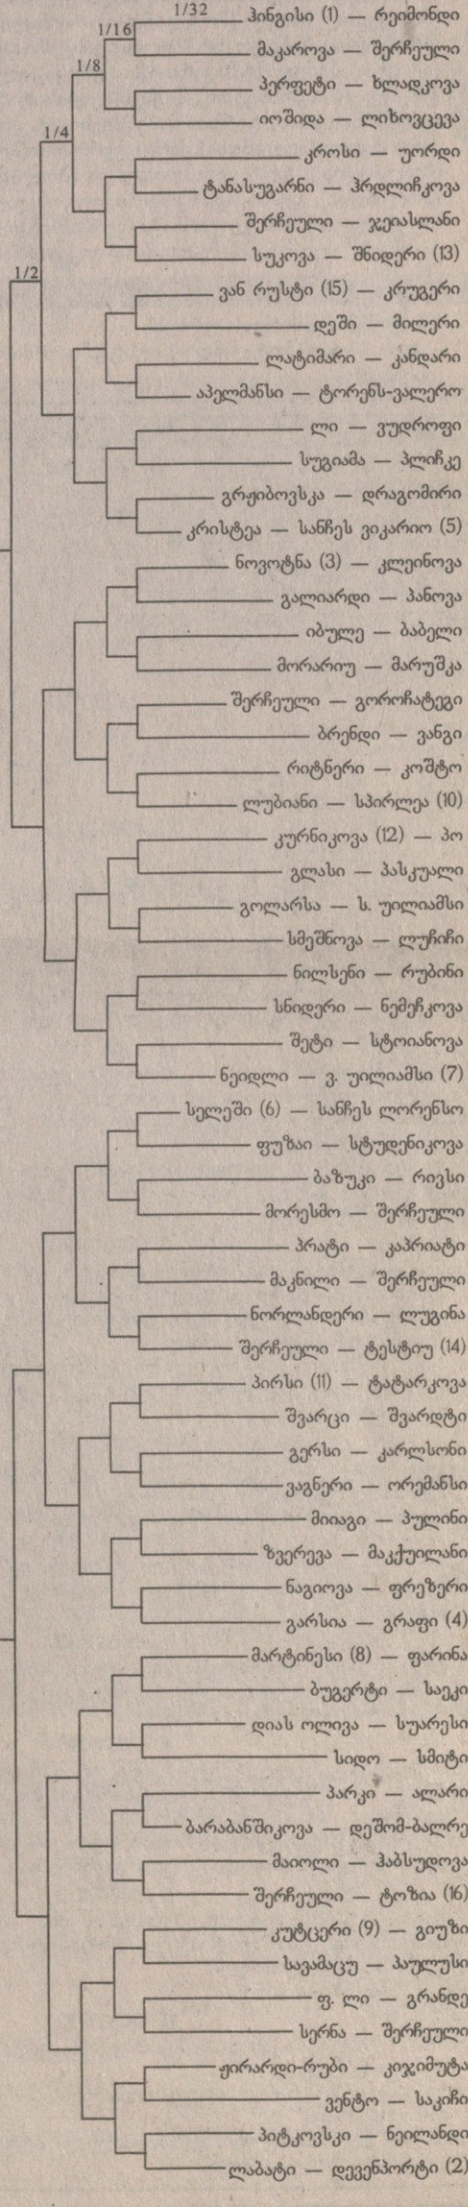 1/32 ჰინგისი (1) — რეიმონდი
1/16
მაკაროვა — შერჩეული
1/8
პერფეტი — ხლადკოვა
იოშიდა — ლიხოვცევა
1/4
კროსი — უორდი
ტანასუგარნი — ჰრდლიჩკოვა
შერჩეული — ჯეიასლანი
სუკოვა — შნიდერი (13)
1/2
ვან რუსტი (15) — კრუგერი
დეში — მილერი
ლატიმარი — კანდარი
აპელმანსი — ტორენს-ვალერო
ლი — ვუდროფი
სუგიამა — პლიჩკე
გრჟიბოვსკა — დრაგომირი
კრისტეა — სანჩეს ვიკარიო (5)
ნოვოტნა (3) — კლეინოვა
გალიარდი — პანოვა
იბულე — ბაბელი
მორარიუ — მარუშკა
შერჩეული — გოროჩატეგი
ბრენდი — ვანგი
რიტნერი — კოშტო
ლუბიანი — სპირლეა (10)
კურნიკოვა (12) — პო
გლასი — პასკუალი
გოლარსა — ს. უილიამსი
სმეშნოვა — ლუჩიჩი
ნილსენი — რუბინი
სნიდერი — ნემეჩკოვა
შეტი — სტოიანოვა
ნეიდლი — ვ. უილიამსი (7)
სელეში (6) — სანჩეს ლორენსო
ფუზაი — სტუდენიკოვა
ბაზუკი — რივსი
მორესმო — შერჩეული
პრატი — კაპრიატი
მაკნილი — შერჩეული
ნორლანდერი — ლუგინა
შერჩეული — ტესტიუ (14)
პირსი (11) — ტატარკოვა
შვარცი — შვარდტი
გერსი — კარლსონი
ვაგნერი — ორემანსი
მიიაგი — პულინი
ზვერევა — მაკქუილანი
ნაგიოვა — ფრეზერი
გარსია — გრაფი (4)
მარტინესი (8) — ფარინა
ბუგერტი — საეკი
დიას ოლივა — სუარესი
სიდო — სმიტი
პარკი — ალარი
ბარაბანშიკოვა — დეშომ-ბალრე
მაიოლი — ჰაბსუდოვა
შერჩეული — ტოზია (16)
კუტცერი (9) — გიუზი
სავამაცუ — პაულუსი
ფ. ლი — გრანდე
სერნა — შერჩეული
ჟირარდი-რუბი — კიჯიმუტა
ვენტო — საკიჩი
პიტკოვსკი — ნეილანდი
ლაბატი — დევენპორტი (2)